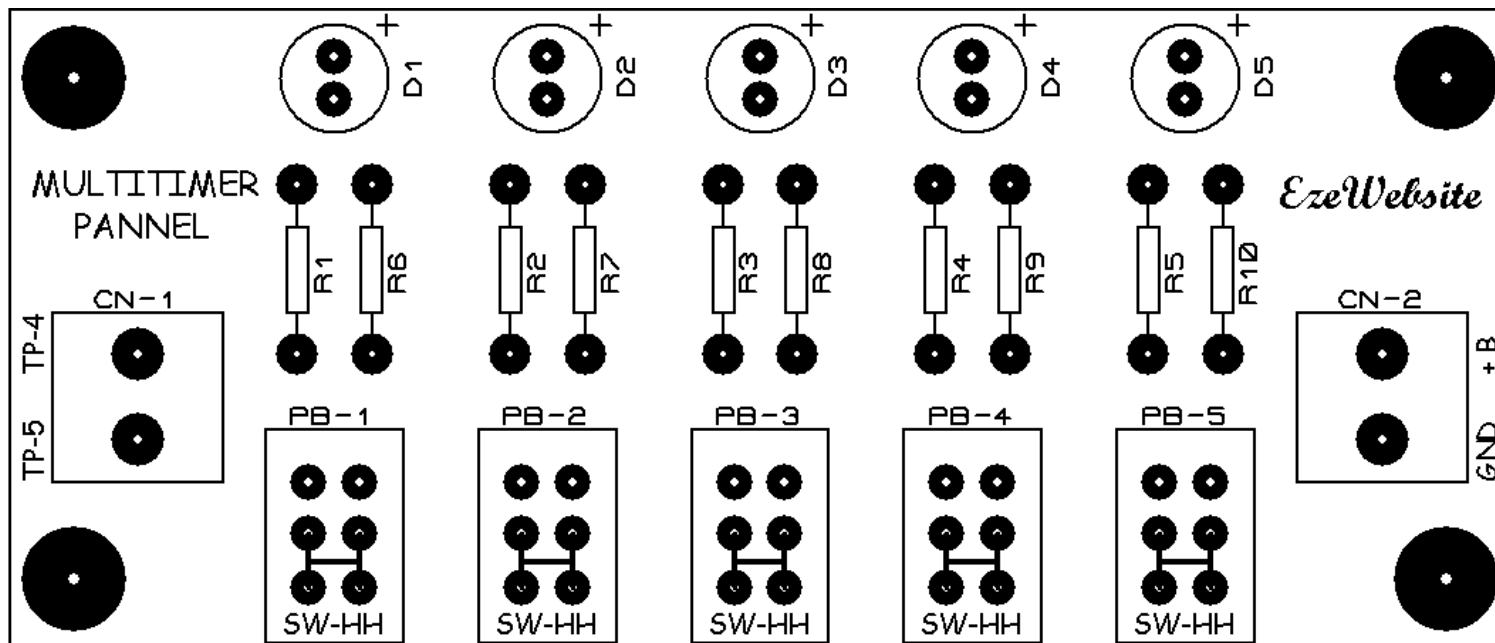 + + + + +
D1 D2 D3 D4 D5
MULTITIMER
PANNEL
EzeWebsite
R1 R6 R2 R7 R3 R8 R4 R9 R5 R10
CN-1
TP-4
TP-5
CN-2
+B
GND
PB-1 PB-2 PB-3 PB-4 PB-5
SW-HH SW-HH SW-HH SW-HH SW-HH